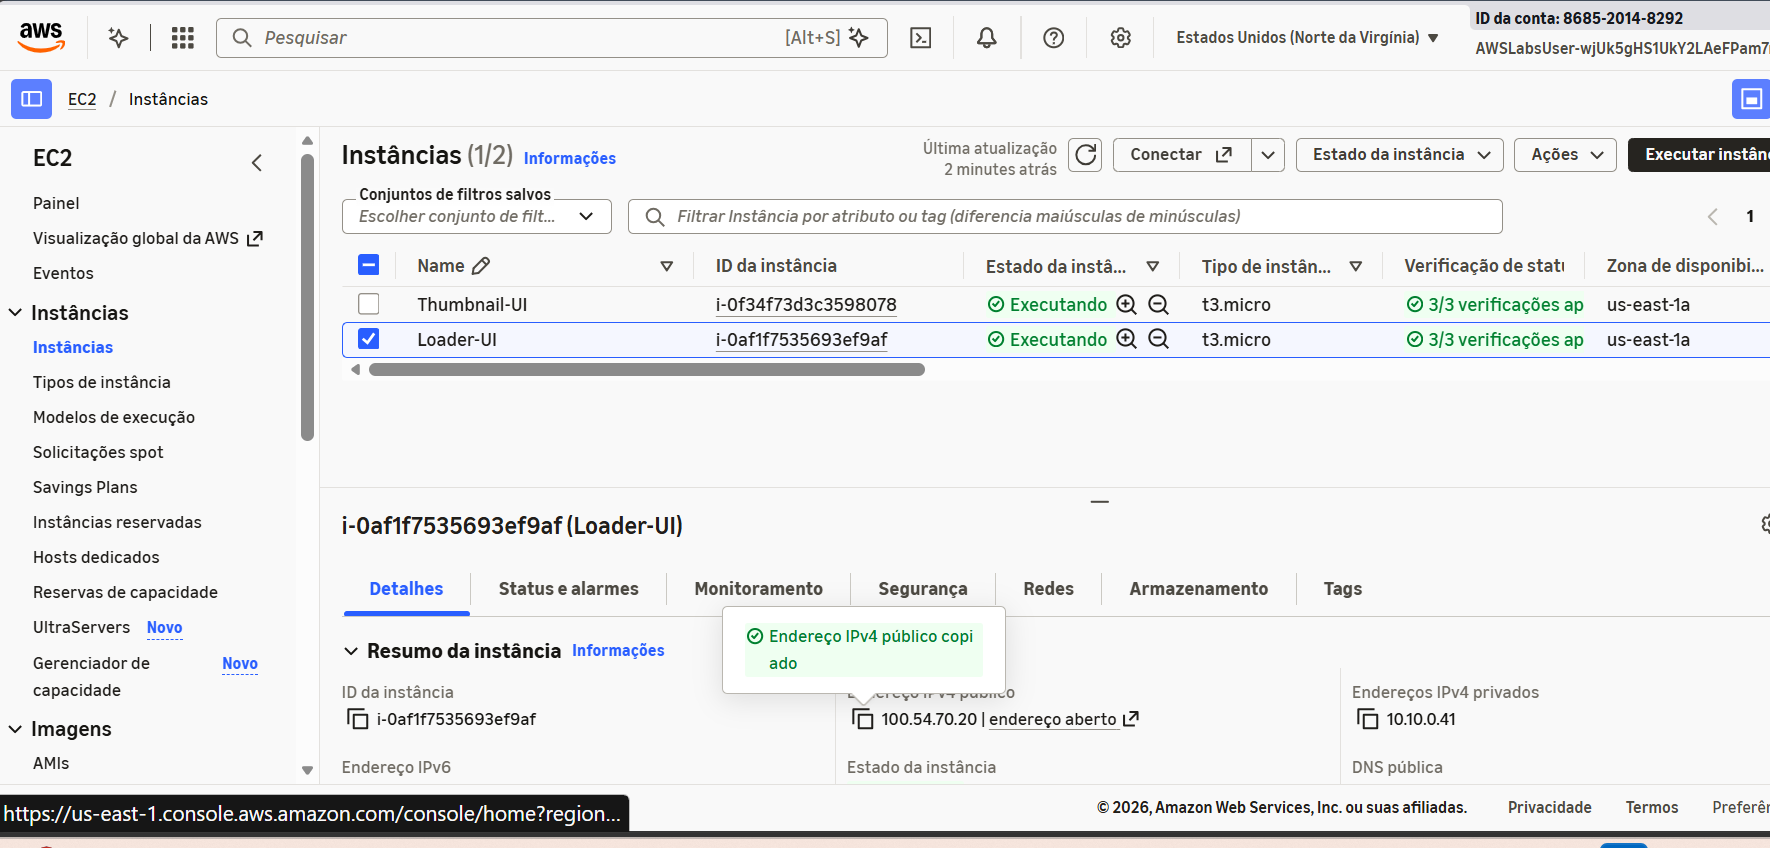 aws
Pesquisar
[Alt+S]
Estados Unidos (Norte da Virgínia)
ID da conta: 8685-2014-8292
AWSLabsUser-wjUk5gHS1UkY2LAeFPam7
EC2 / Instâncias
EC2
Painel
Visualização global da AWS
Eventos
Instâncias
Instâncias
Tipos de instância
Modelos de execução
Solicitações spot
Savings Plans
Instâncias reservadas
Hosts dedicados
Reservas de capacidade
UltraServers Novo
Gerenciador de Novo
capacidade
Imagens
AMIs
Instâncias (1/2) Informações
Última atualização
2 minutes atrás
Conectar
Estado da instância
Ações
Executar instân
Conjuntos de filtros salvos
Escolher conjunto de filt...
Filtrar Instância por atributo ou tag (diferencia maiúsculas de minúsculas)
1
Name ID da instância Estado da instâ... Tipo de instân... Verificação de statu Zona de disponibi...
Thumbnail-UI i-0f34f73d3c3598078 Executando t3.micro 3/3 verificações ap us-east-1a
Loader-UI i-0af1f7535693ef9af Executando t3.micro 3/3 verificações ap us-east-1a
i-0af1f7535693ef9af (Loader-UI)
Detalhes Status e alarmes Monitoramento Segurança Redes Armazenamento Tags
Endereço IPv4 público copi
ado
Resumo da instância Informações
ID da instância
i-0af1f7535693ef9af
Endereço IPv4 público
100.54.70.20 | endereço aberto
Endereços IPv4 privados
10.10.0.41
Endereço IPv6
Estado da instância
DNS pública
https://us-east-1.console.aws.amazon.com/console/home?region...
© 2026, Amazon Web Services, Inc. ou suas afiliadas. Privacidade Termos Preferên